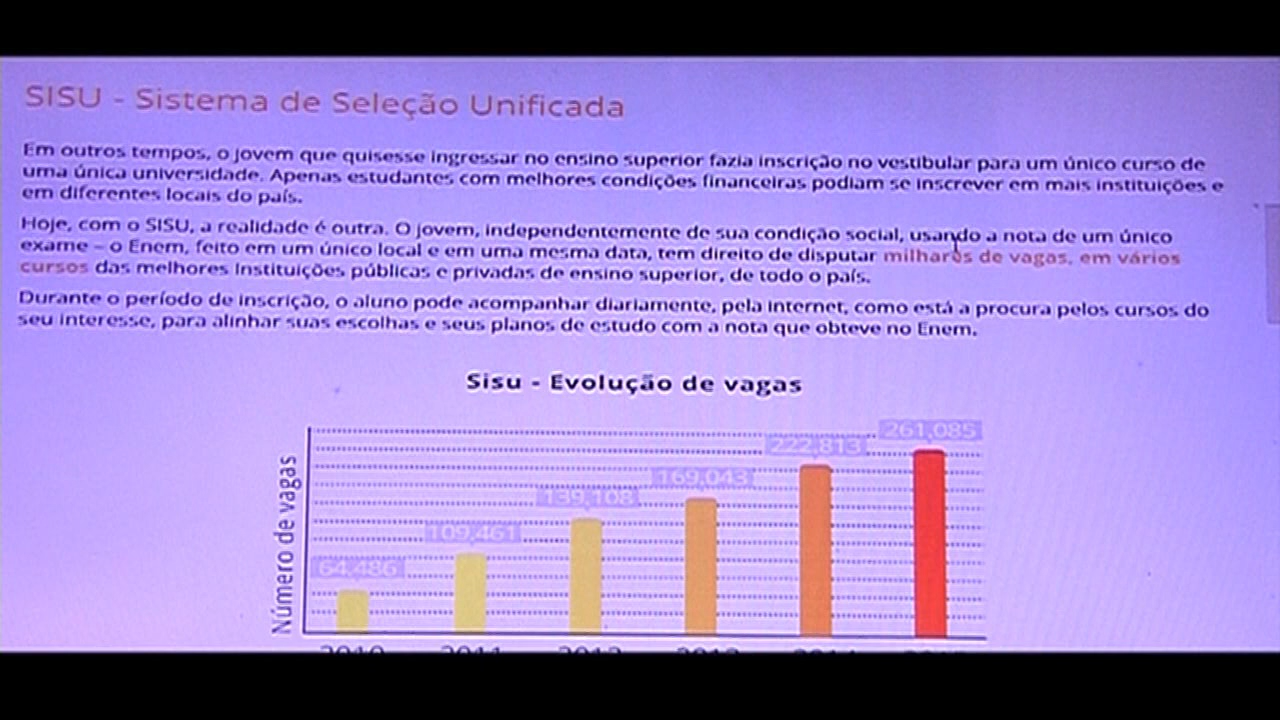 SISU - Sistema de Seleção Unificada
Em outros tempos, o jovem que quisesse ingressar no ensino superior fazia inscrição no vestibular para um único curso de
uma única universidade. Apenas estudantes com melhores condições financeiras podiam se inscrever em mais instituições e
em diferentes locais do país.
Hoje, com o SISU, a realidade é outra. O jovem, independentemente de sua condição social, usando a nota de um único
exame – o Enem, feito em um único local e em uma mesma data, tem direito de disputar milhares de vagas, em vários
cursos das melhores Instituições públicas e privadas de ensino superior, de todo o país.
Durante o período de inscrição, o aluno pode acompanhar diariamente, pela Internet, como está a procura pelos cursos do
seu interesse, para alinhar suas escolhas e seus planos de estudo com a nota que obteve no Enem.
Sisu - Evolução de vagas
Número de vagas
64,486
109,461
139,108
169,043
222,813
261,085
2010 2011 2012 2013 2014